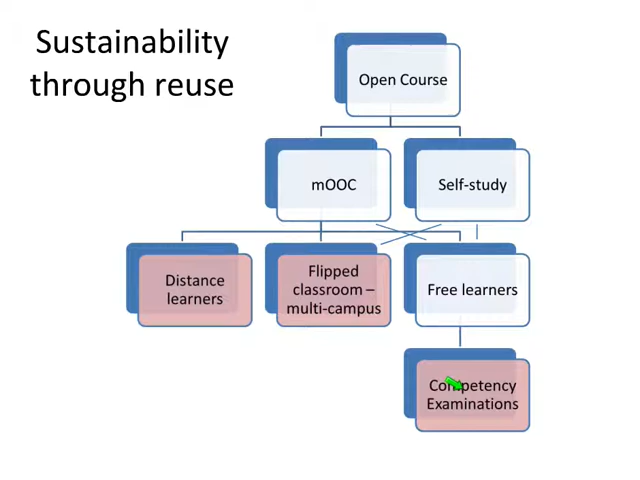 Sustainability
through reuse
Open Course
mOOC
Self-study
Distance
learners
Flipped
classroom –
multi-campus
Free learners
Competency
Examinations